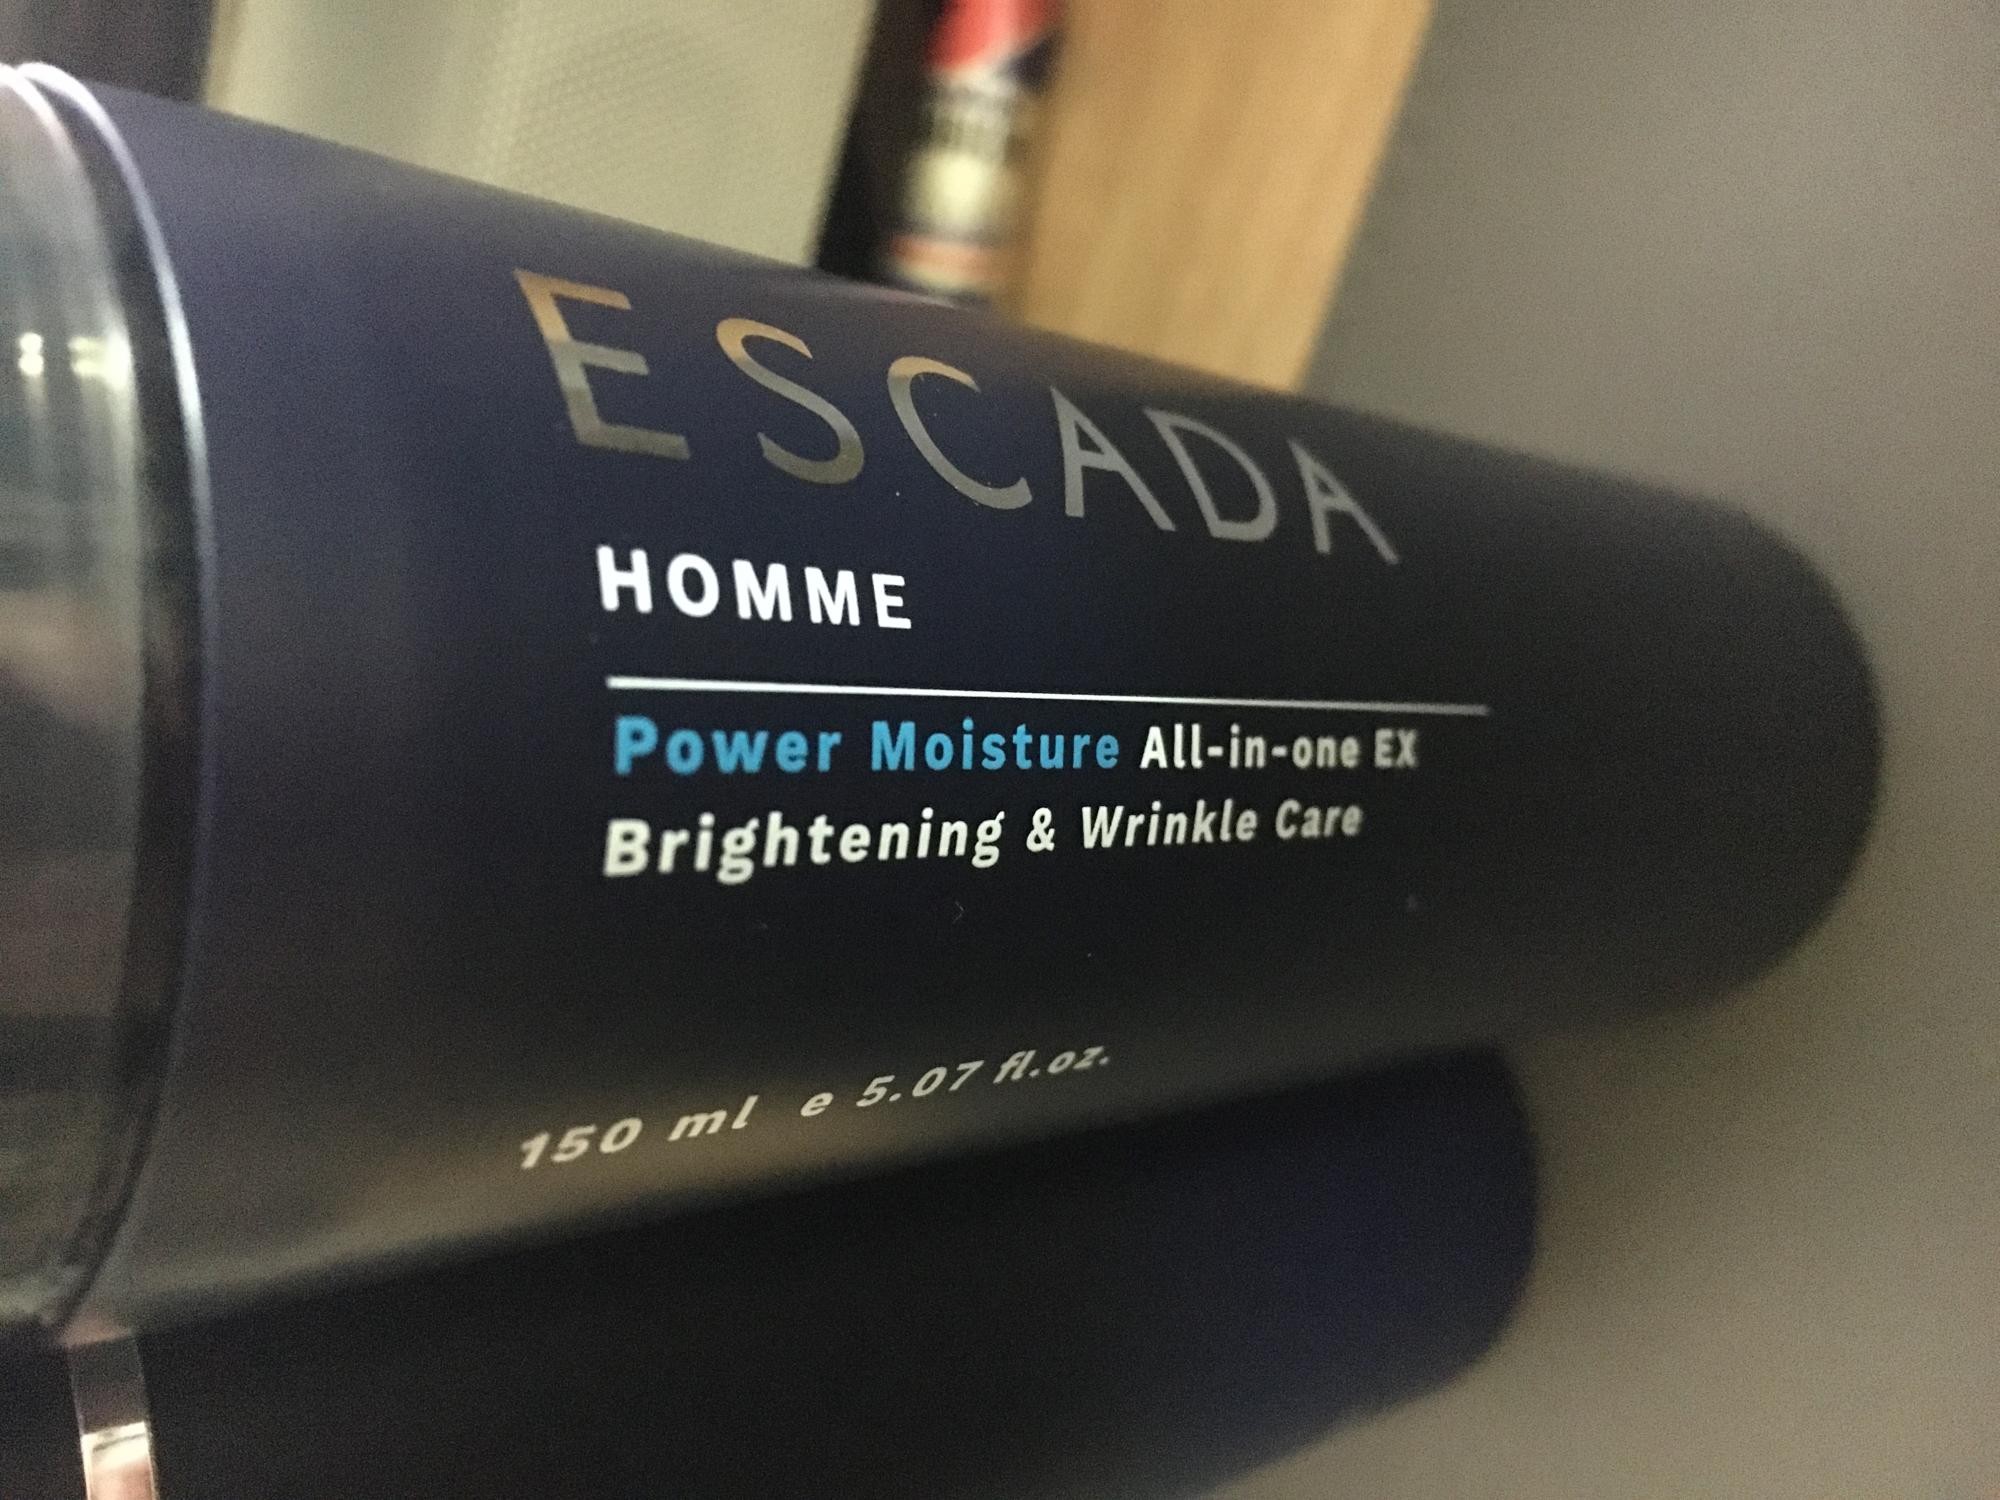 ESCADA
HOMME
Power Moisture All-in-one EX
Brightening & Wrinkle Care
150 ml e 5.07 fl.oz.